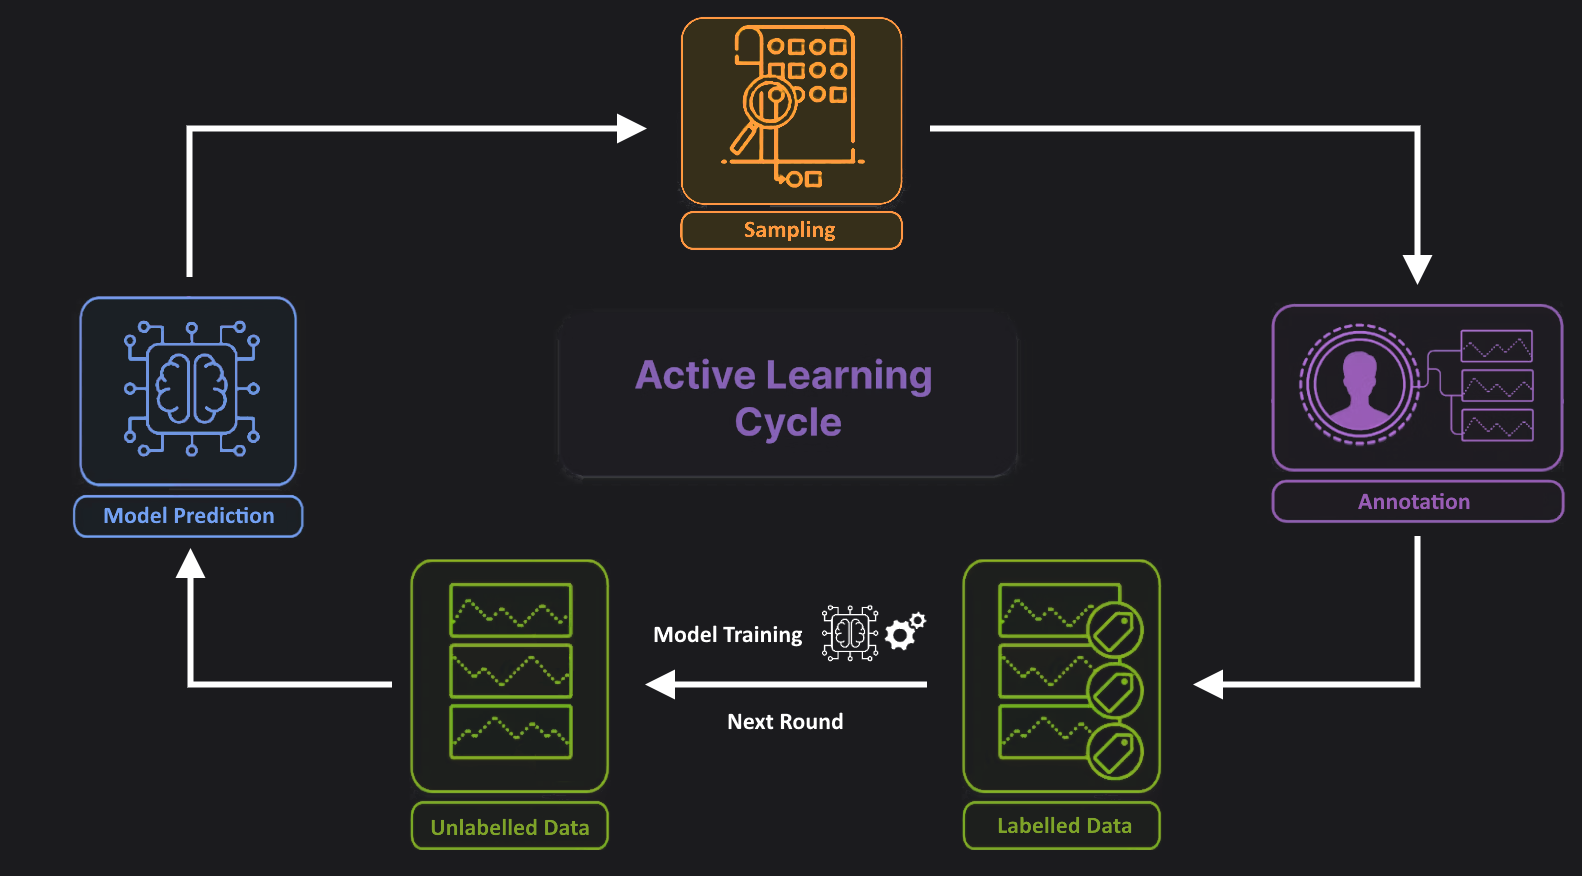 Sampling
Active Learning
Cycle
Model Prediction
Annotation
Model Training
Next Round
Unlabelled Data
Labelled Data